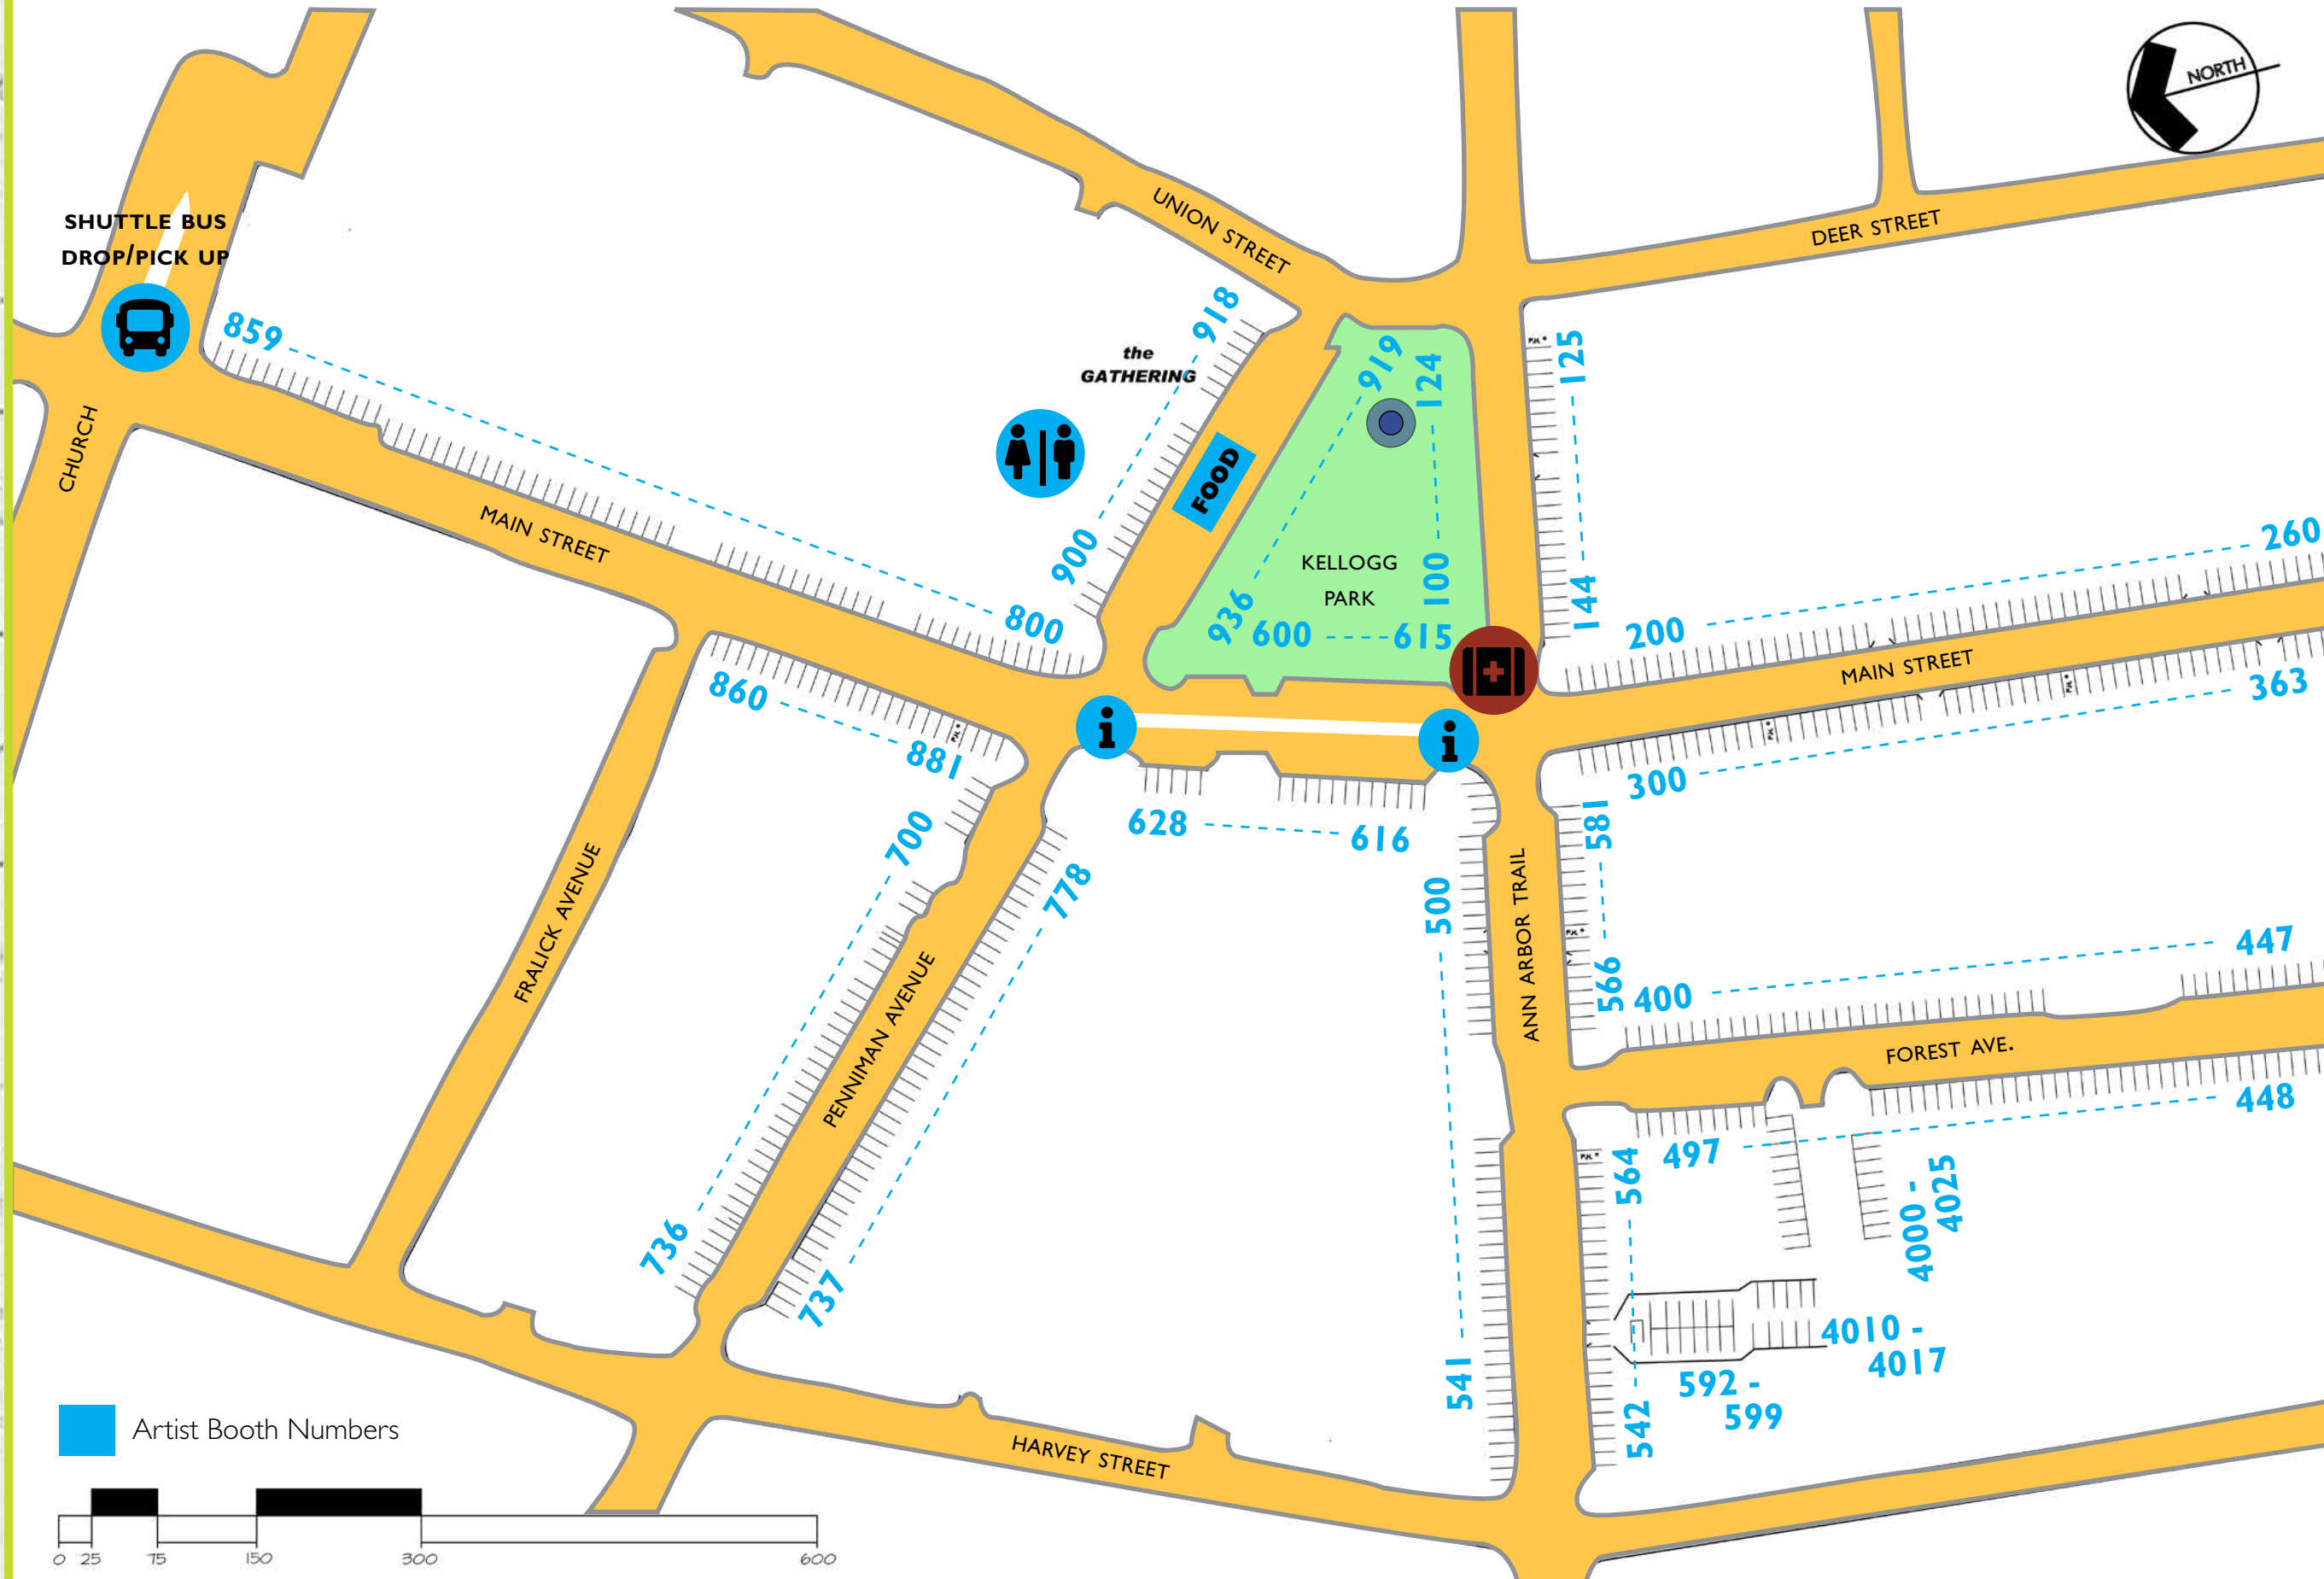 NORTH
SHUTTLE BUS
DROP/PICK UP
UNION STREET
DEER STREET
859
918
the
GATHERING
919
124
125
CHURCH
MAIN STREET
FOOD
900
KELLOGG
PARK
100
144
260
800
936
600
615
200
MAIN STREET
860
881
363
300
628
616
581
700
778
500
FRALICK AVENUE
PENNIMAN AVENUE
ANN ARBOR TRAIL
566
400
447
FOREST AVE.
448
497
564
4000 -
4025
736
737
541
4010 -
4017
592 -
599
542
HARVEY STREET
Artist Booth Numbers
0 25 75 150 300 600